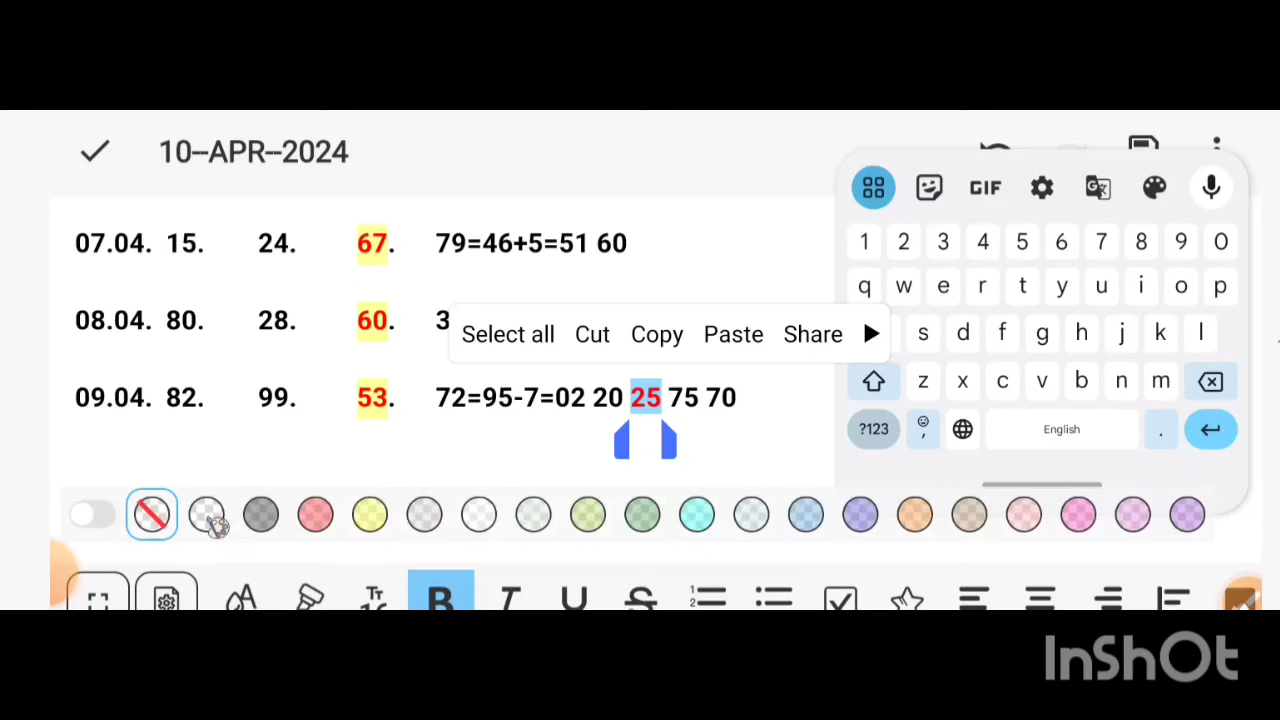 10--APR--2024
07.04. 15. 24. 67. 79=46+5=51 60
08.04. 80. 28. 60. 3
Select all Cut Copy Paste Share
09.04. 82. 99. 53. 72=95-7=02 20 25 75 70
GIF
1 2 3 4 5 6 7 8 9 0
q w e r t y u i o p
s d f g h j k l
z x c v b n m
?123 , English .
B T U S
InShOt